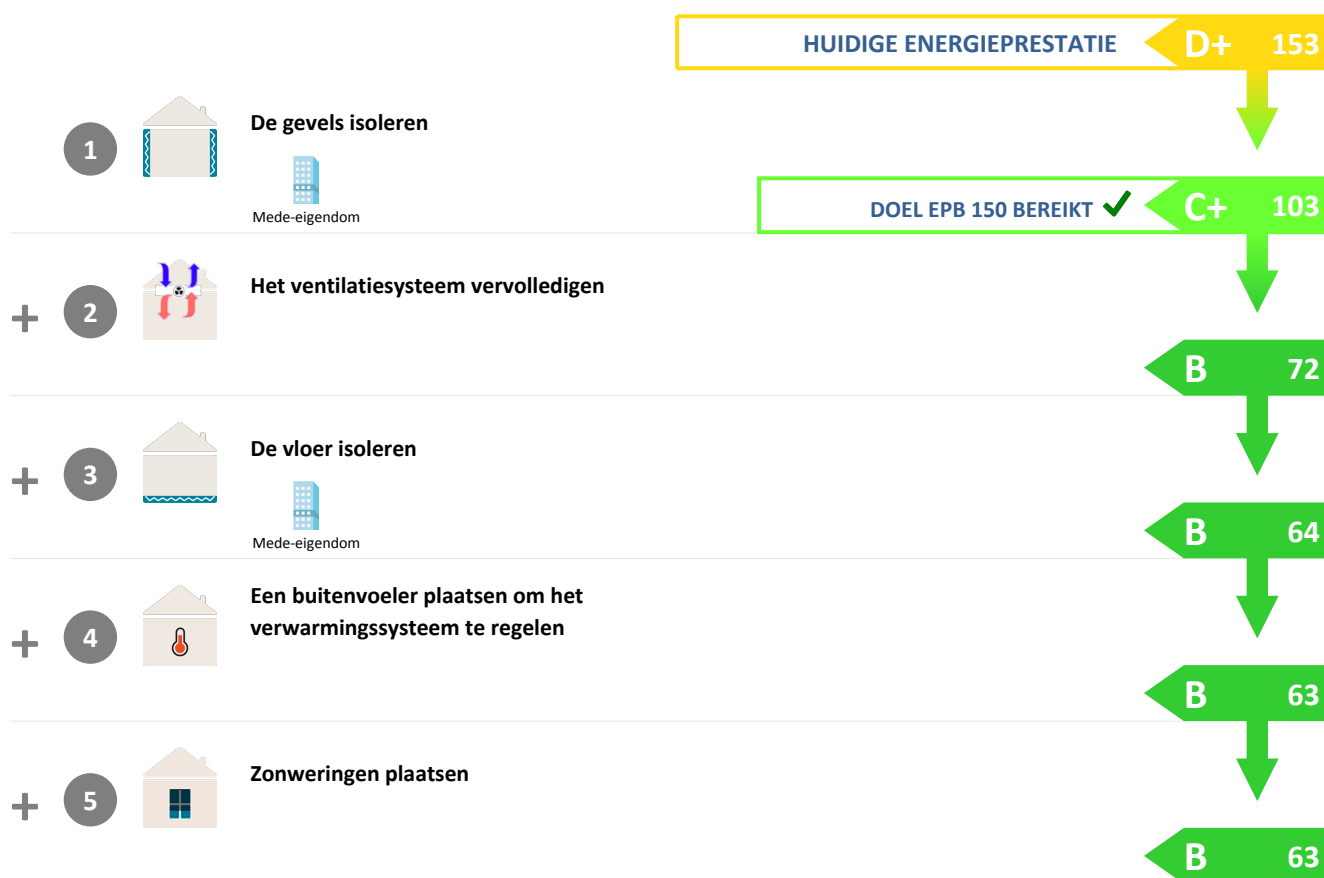 HUIDIGE ENERGIEPRESTATIE D+ 153
1 De gevels isoleren
Mede-eigendom
DOEL EPB 150 BEREIKT ✔ C+ 103
+ 2 Het ventilatiesysteem vervolledigen
B 72
+ 3 De vloer isoleren
Mede-eigendom
B 64
+ 4 Een buitenvoeler plaatsen om het
verwarmingssysteem te regelen
B 63
+ 5 Zonweringen plaatsen
B 63